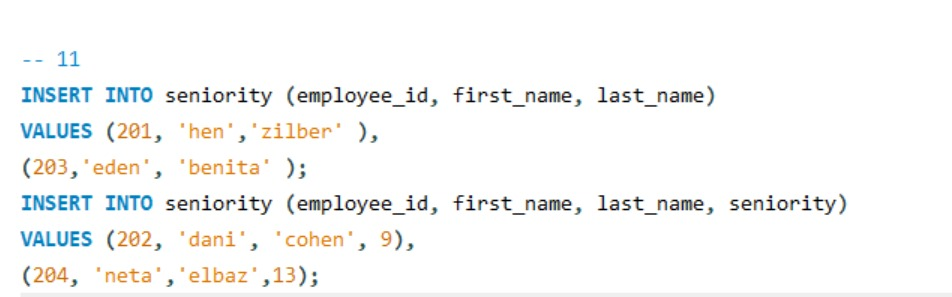 -- 11
INSERT INTO seniority (employee_id, first_name, last_name)
VALUES (201, 'hen','zilber' ),
(203,'eden', 'benita' );
INSERT INTO seniority (employee_id, first_name, last_name, seniority)
VALUES (202, 'dani', 'cohen', 9),
(204, 'neta','elbaz',13);